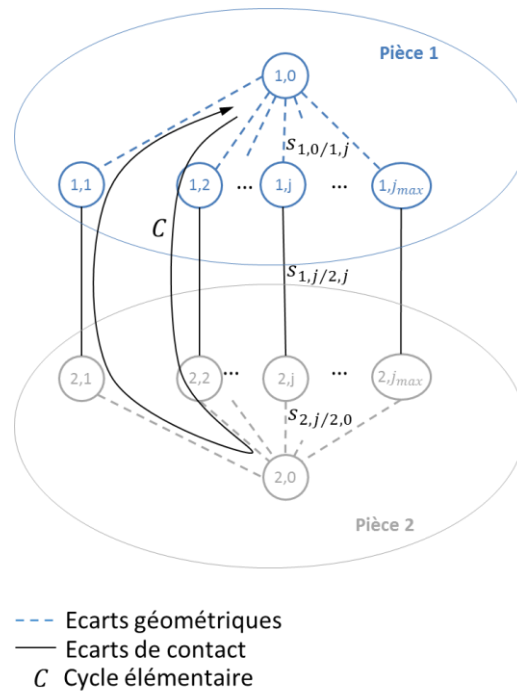 Pièce 1
1,0
s1,0/1,j
1,1 1,2 ... 1,j ... 1,jmax
C
s1,j/2,j
2,1 2,2 ... 2,j ... 2,jmax
s2,j/2,0
2,0
Pièce 2
Ecarts géométriques
Ecarts de contact
C Cycle élémentaire